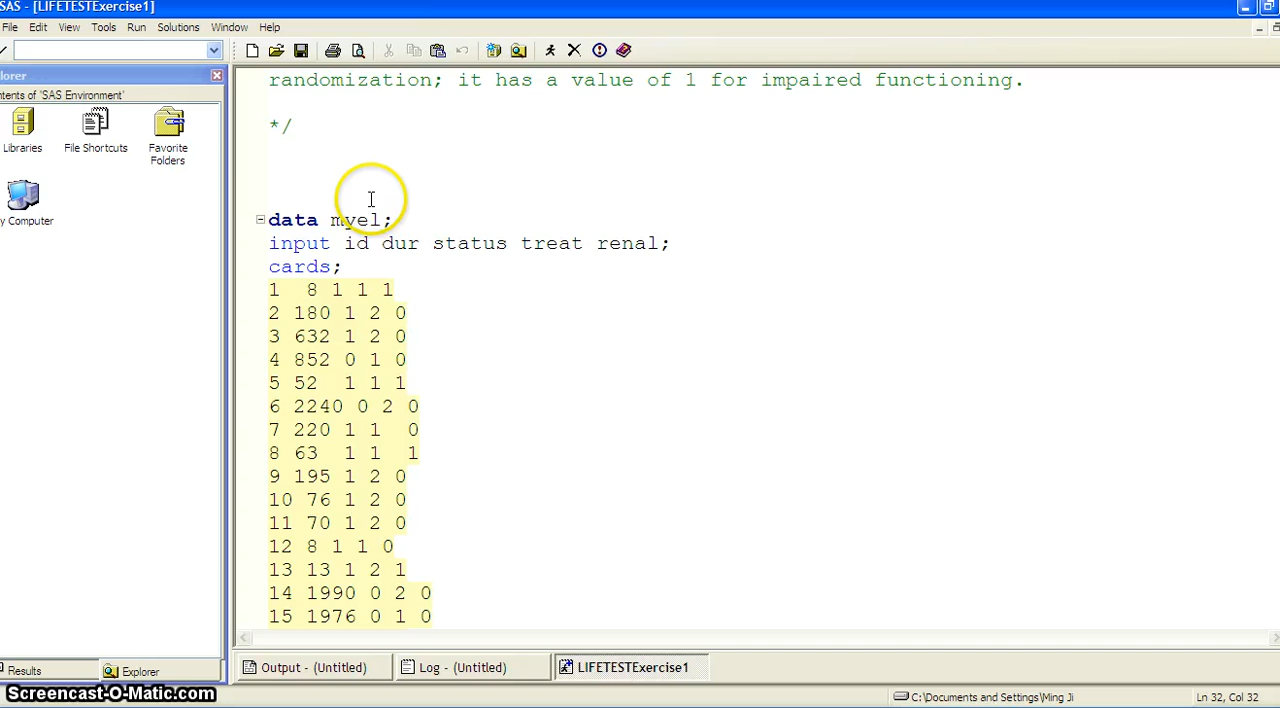 SAS - [LIFETESTExercise1]
File Edit View Tools Run Solutions Window Help
plorer
ntents of 'SAS Environment'
Libraries File Shortcuts Favorite Folders
y Computer
randomization; it has a value of 1 for impaired functioning.
*/
data myel;
input id dur status treat renal;
cards;
1 8 1 1 1
2 180 1 2 0
3 632 1 2 0
4 852 0 1 0
5 52 1 1 1
6 2240 0 2 0
7 220 1 1 0
8 63 1 1 1
9 195 1 2 0
10 76 1 2 0
11 70 1 2 0
12 8 1 1 0
13 13 1 2 1
14 1990 0 2 0
15 1976 0 1 0
Results Explorer
Output - (Untitled) Log - (Untitled) LIFETESTExercise1
Screencast-O-Matic.com
C:\Documents and Settings\Ming Ji Ln 32, Col 32